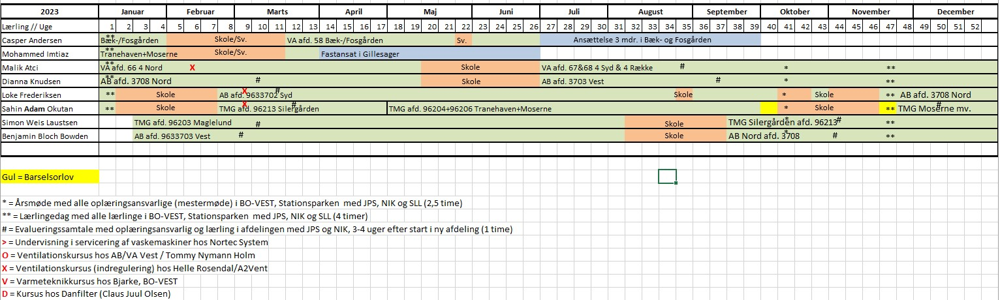 2023 Januar Februar Marts April Maj Juni Juli August September Oktober November December
Lærling // Uge 1 2 3 4 5 6 7 8 9 10 11 12 13 14 15 16 17 18 19 20 21 22 23 24 25 26 27 28 29 30 31 32 33 34 35 36 37 38 39 40 41 42 43 44 45 46 47 48 49 50 51 52
Casper Andersen ** Bæk-/Fosgården Skole/Sv. VA afd. 58 Bæk-/Fosgården Sv. Ansættelse 3 mdr. i Bæk- og Fosgården
Mohammed Imtiaz ** Tranehaven+Moserne Skole/Sv. Fastansat i Gillesager
Malik Atci ** VA afd. 66 4 Nord X Skole VA afd. 67&68 4 Syd & 4 Række # * **
Dianna Knudsen ** AB afd. 3708 Nord # Skole AB afd. 3703 Vest # * **
Loke Frederiksen ** Skole AB afd. 9633702 Syd X # Skole * Skole ** AB afd. 3708 Nord
Sahin Adam Okutan ** Skole TMG afd. 96213 Silergården X # TMG afd. 96204+96206 Tranehaven+Moserne * Skole ** TMG Moserne mv. #
Simon Weis Laustsen TMG afd. 96203 Maglelund # Skole TMG Silergården afd. 96213 * # **
Benjamin Bloch Bowden AB afd. 9633703 Vest # Skole AB Nord afd. 3708 * # **
Gul = Barselsorlov
* = Årsmøde med alle oplæringsansvarlige (mestermøde) i BO-VEST, Stationsparken med JPS, NIK og SLL (2,5 time)
** = Lærlingedag med alle lærlinge i BO-VEST, Stationsparken med JPS, NIK og SLL (4 timer)
# = Evalueringssamtale med oplæringsansvarlig og lærling i afdelingen med JPS og NIK, 3-4 uger efter start i ny afdeling (1 time)
> = Undervisning i servicering af vaskemaskiner hos Nortec System
O = Ventilationskursus hos AB/VA Vest / Tommy Nymann Holm
X = Ventilationskursus (indregulering) hos Helle Rosendal/A2Vent
V = Varmeteknikkursus hos Bjarke, BO-VEST
D = Kursus hos Danfilter (Claus Juul Olsen)